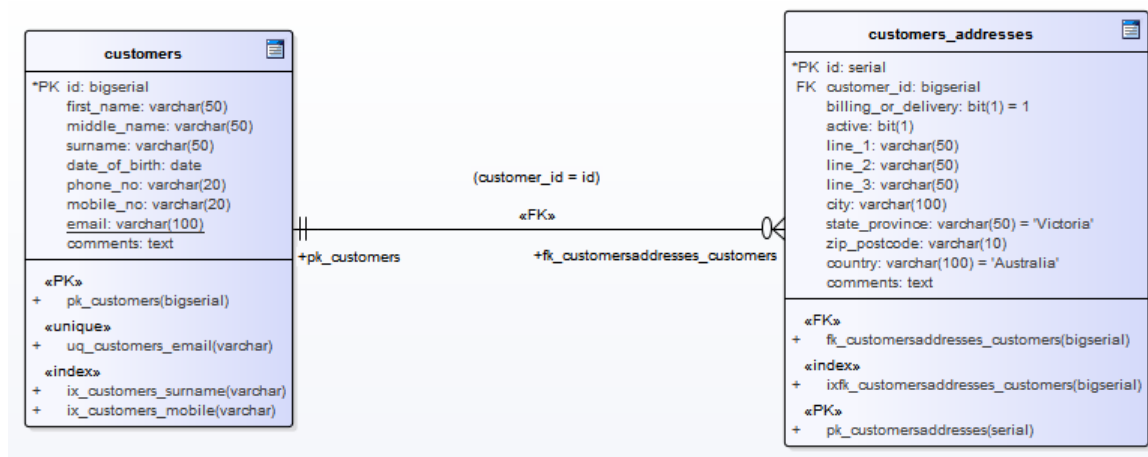 customers
*PK id: bigserial
first_name: varchar(50)
middle_name: varchar(50)
surname: varchar(50)
date_of_birth: date
phone_no: varchar(20)
mobile_no: varchar(20)
email: varchar(100)
comments: text
«PK»
+ pk_customers(bigserial)
«unique»
+ uq_customers_email(varchar)
«index»
+ ix_customers_surname(varchar)
+ ix_customers_mobile(varchar)
(customer_id = id)
«FK»
+pk_customers
+fk_customersaddresses_customers
customers_addresses
*PK id: serial
FK customer_id: bigserial
billing_or_delivery: bit(1) = 1
active: bit(1)
line_1: varchar(50)
line_2: varchar(50)
line_3: varchar(50)
city: varchar(100)
state_province: varchar(50) = 'Victoria'
zip_postcode: varchar(10)
country: varchar(100) = 'Australia'
comments: text
«FK»
+ fk_customersaddresses_customers(bigserial)
«index»
+ ixfk_customersaddresses_customers(bigserial)
«PK»
+ pk_customersaddresses(serial)